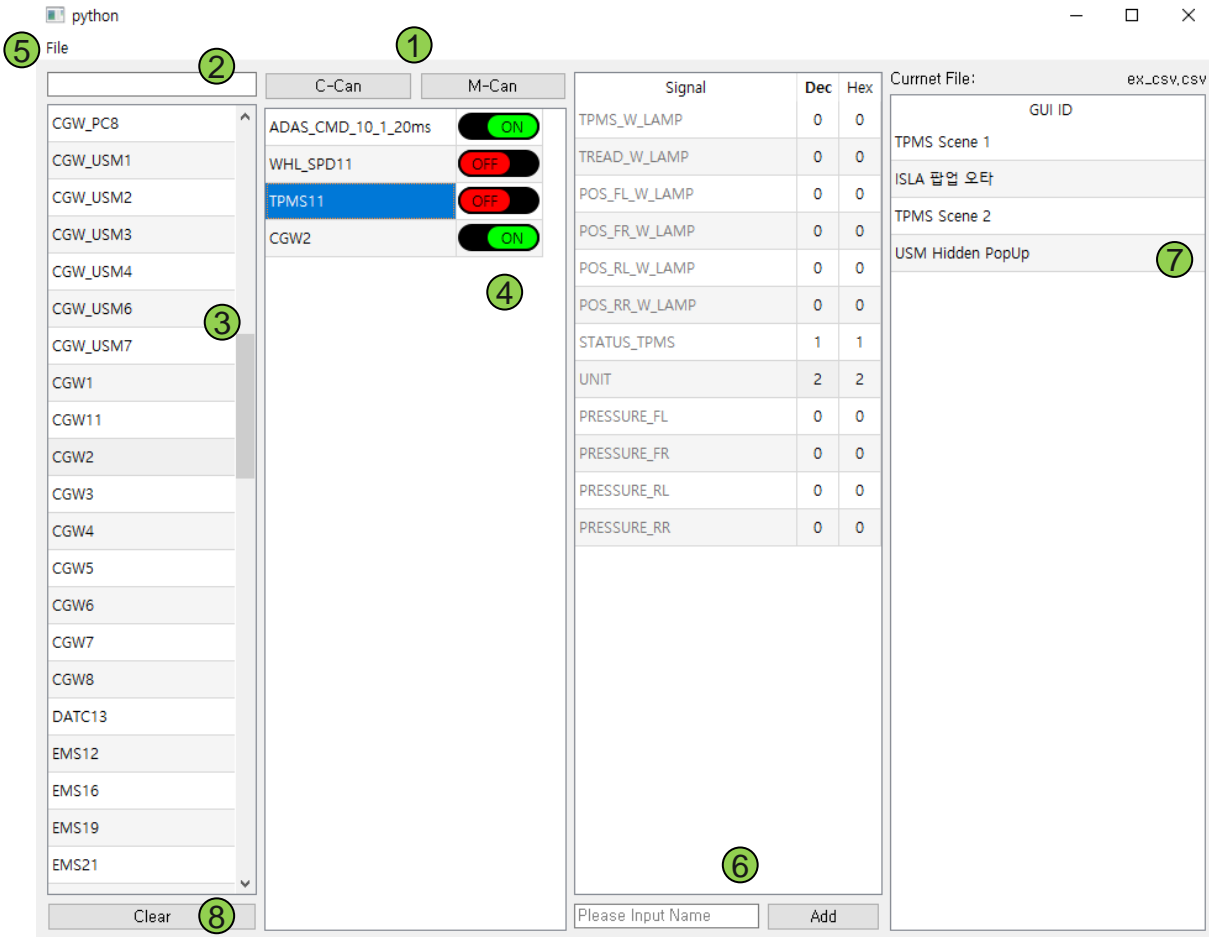 python
5 File
1
2
C-Can M-Can
CGW_PC8
CGW_USM1
CGW_USM2
CGW_USM3
CGW_USM4
CGW_USM6
3
CGW_USM7
CGW1
CGW11
CGW2
CGW3
CGW4
CGW5
CGW6
CGW7
CGW8
DATC13
EMS12
EMS16
EMS19
EMS21
Clear 8
ADAS_CMD_10_1_20ms ON
WHL_SPD11 OFF
TPMS11 OFF
CGW2 ON
4
Signal Dec Hex
TPMS_W_LAMP 0 0
TREAD_W_LAMP 0 0
POS_FL_W_LAMP 0 0
POS_FR_W_LAMP 0 0
POS_RL_W_LAMP 0 0
POS_RR_W_LAMP 0 0
STATUS_TPMS 1 1
UNIT 2 2
PRESSURE_FL 0 0
PRESSURE_FR 0 0
PRESSURE_RL 0 0
PRESSURE_RR 0 0
6
Please Input Name Add
Currnet File: ex_csv.csv
GUI ID
TPMS Scene 1
ISLA 팝업 오타
TPMS Scene 2
USM Hidden PopUp 7